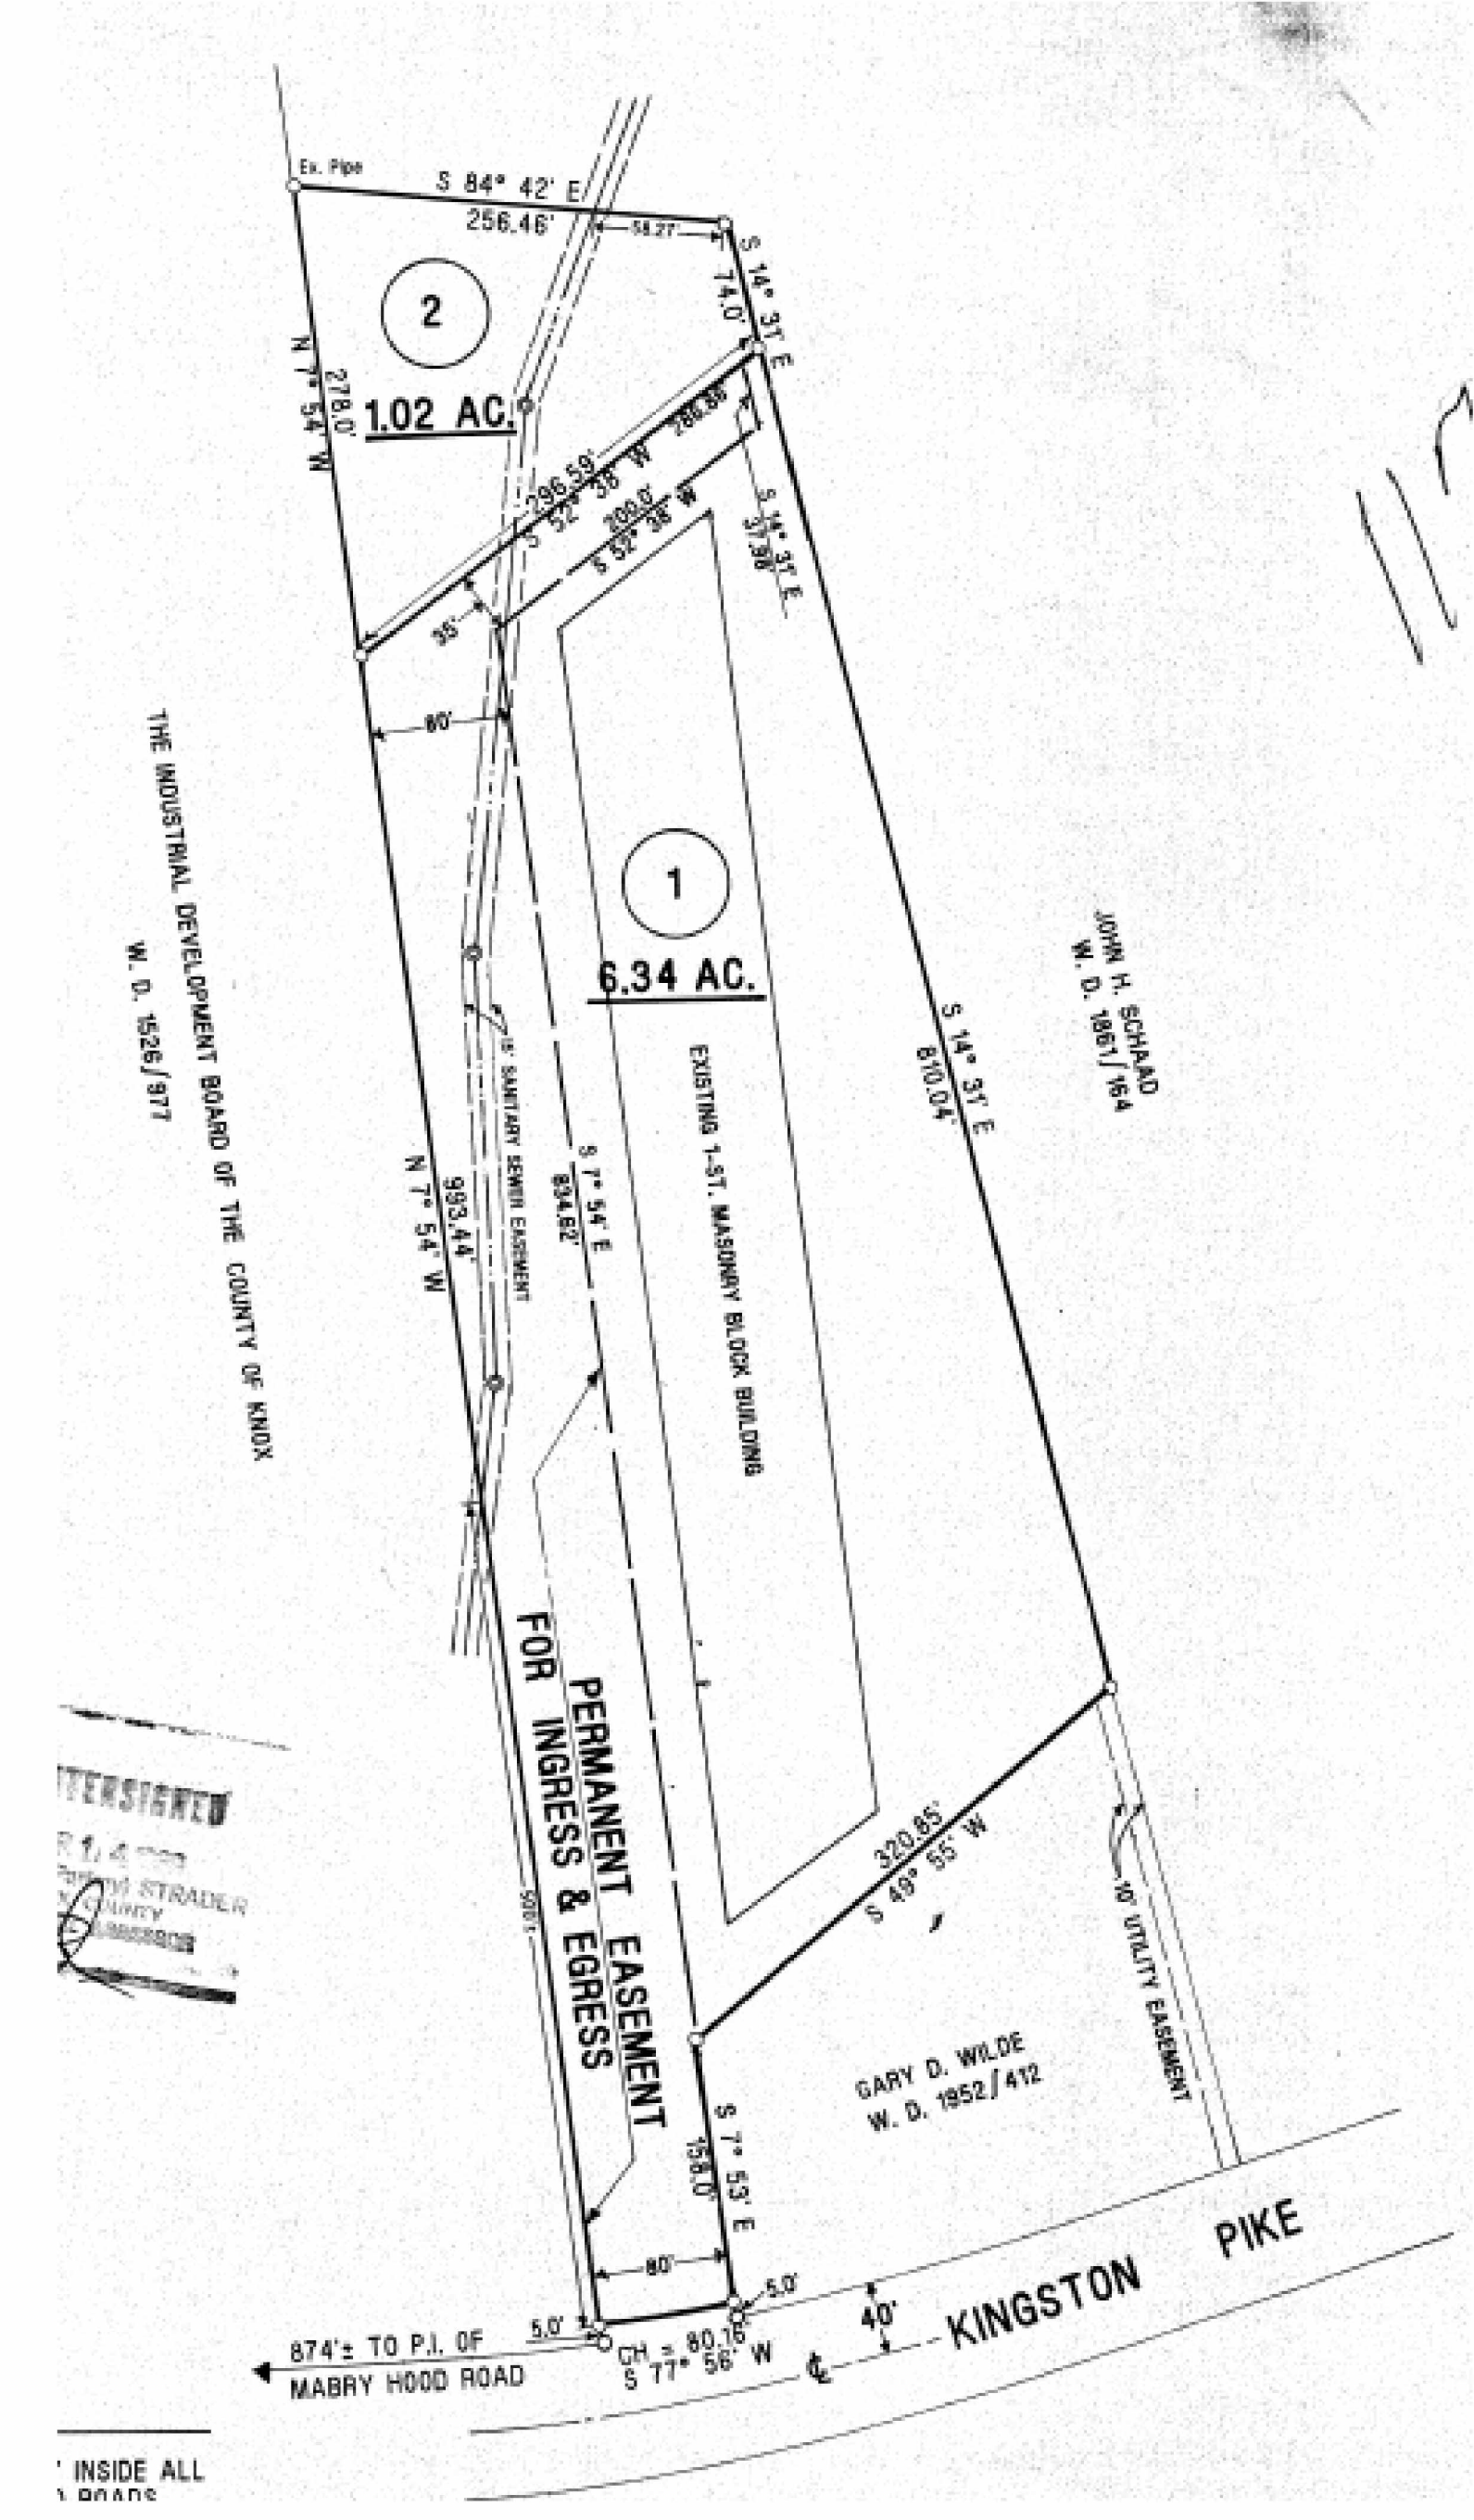 Ex. Pipe
S 84° 42' E
256.46'
58.27'
S 14° 31' E
74.0'
2
1.02 AC.
N 7° 54' W
278.0'
296.59'
S 52° 38' W
286.86'
200.0'
S 52° 38' W
S 14° 31' E
37.98'
35'
80'
THE INDUSTRIAL DEVELOPMENT BOARD OF THE COUNTY OF KNOX
W. D. 1526/977
1
6.34 AC.
EXISTING 1-ST. MASONRY BLOCK BUILDING
15' SANITARY SEWER EASEMENT
S 14° 31' E
810.04'
JOHN H. SCHAAD
W. D. 1861/164
N 7° 54' W
993.44'
S 7° 54' E
834.62'
PERMANENT EASEMENT
FOR INGRESS & EGRESS
320.85'
S 49° 55' W
10' UTILITY EASEMENT
GARY D. WILDE
W. D. 1952/412
S 7° 53' E
158.0'
80'
5.0'
5.0'
CH = 80.16'
S 77° 56' W
874'± TO P.I. OF
MABRY HOOD ROAD
40'
KINGSTON PIKE
℄
STRADER
COUNTY
INSIDE ALL
ROADS